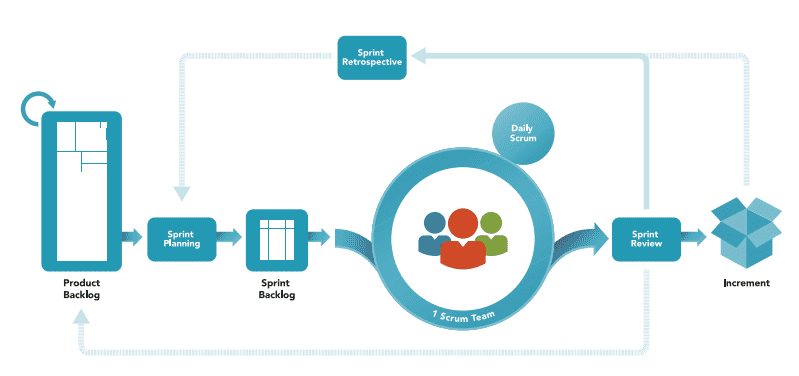 Sprint
Retrospective
Daily
Scrum
Sprint
Planning
Sprint
Review
Product
Backlog
Sprint
Backlog
1 Scrum Team
Increment